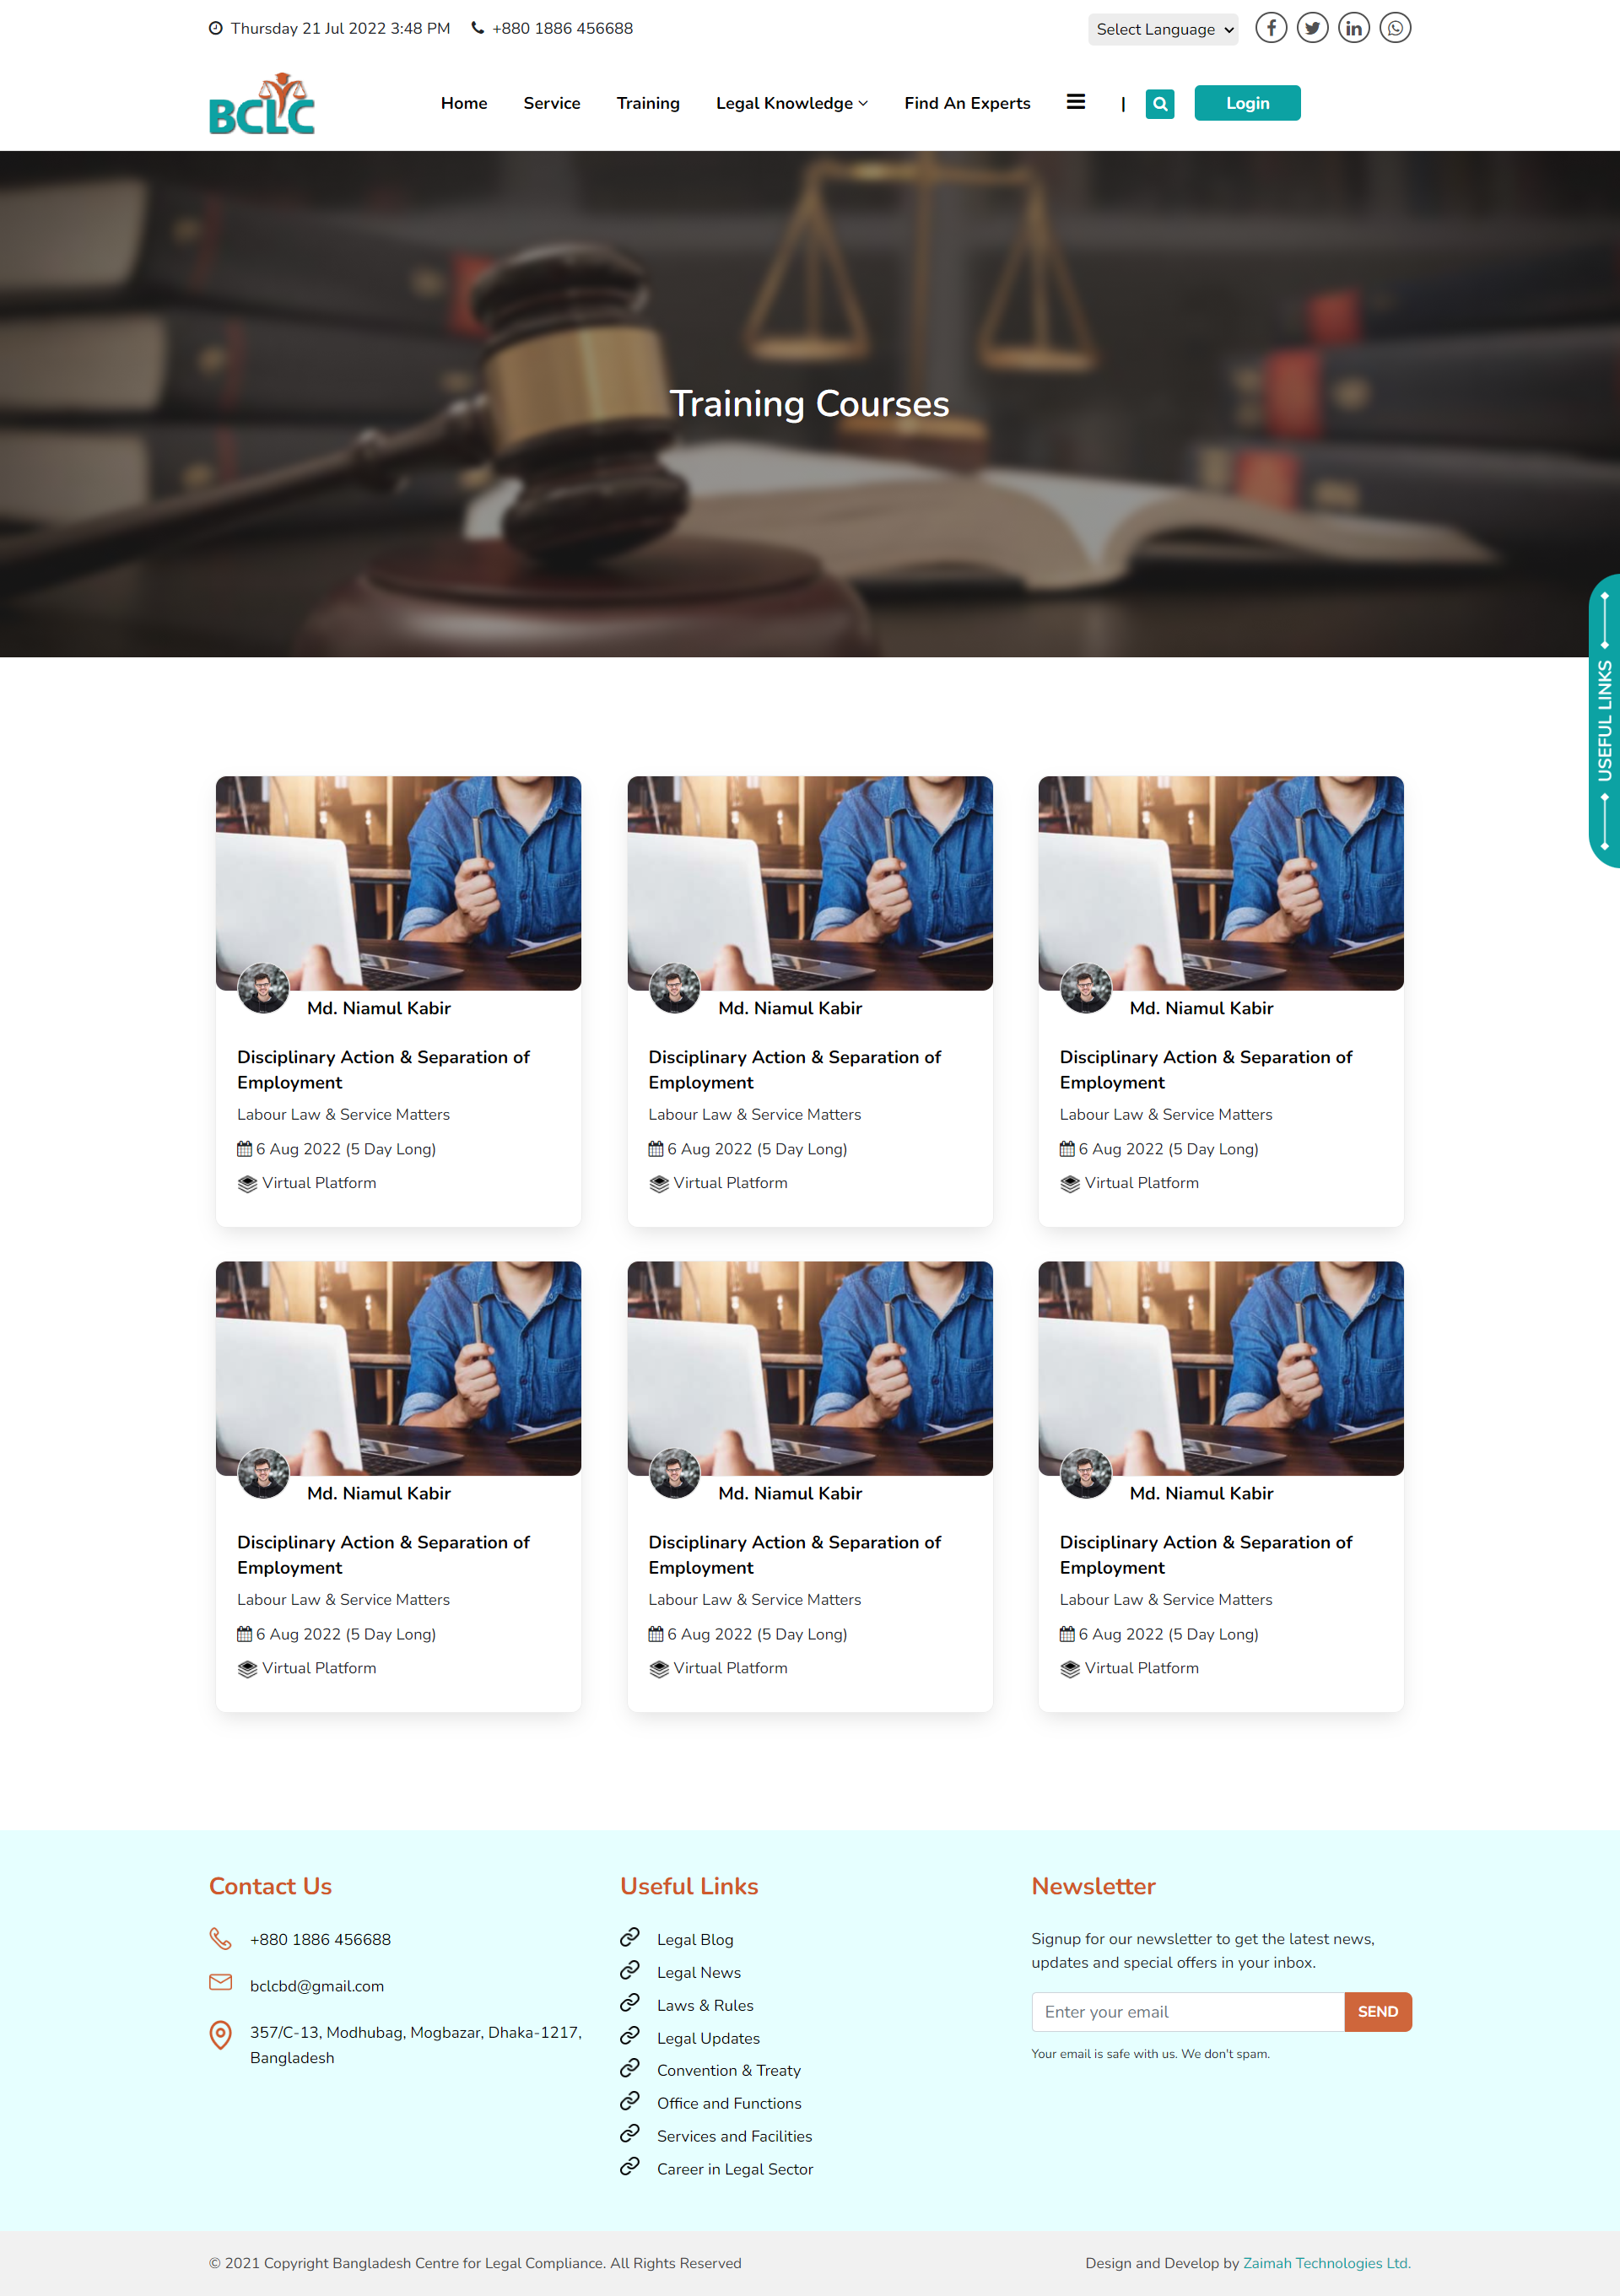 Thursday 21 Jul 2022 3:48 PM
+880 1886 456688
Select Language
BCLC
Home
Service
Training
Legal Knowledge
Find An Experts
|
Login
Training Courses
USEFUL LINKS
Md. Niamul Kabir
Disciplinary Action & Separation of
Employment
Labour Law & Service Matters
6 Aug 2022 (5 Day Long)
Virtual Platform
Md. Niamul Kabir
Disciplinary Action & Separation of
Employment
Labour Law & Service Matters
6 Aug 2022 (5 Day Long)
Virtual Platform
Md. Niamul Kabir
Disciplinary Action & Separation of
Employment
Labour Law & Service Matters
6 Aug 2022 (5 Day Long)
Virtual Platform
Md. Niamul Kabir
Disciplinary Action & Separation of
Employment
Labour Law & Service Matters
6 Aug 2022 (5 Day Long)
Virtual Platform
Md. Niamul Kabir
Disciplinary Action & Separation of
Employment
Labour Law & Service Matters
6 Aug 2022 (5 Day Long)
Virtual Platform
Md. Niamul Kabir
Disciplinary Action & Separation of
Employment
Labour Law & Service Matters
6 Aug 2022 (5 Day Long)
Virtual Platform
Contact Us
+880 1886 456688
bclcbd@gmail.com
357/C-13, Modhubag, Mogbazar, Dhaka-1217,
Bangladesh
Useful Links
Legal Blog
Legal News
Laws & Rules
Legal Updates
Convention & Treaty
Office and Functions
Services and Facilities
Career in Legal Sector
Newsletter
Signup for our newsletter to get the latest news,
updates and special offers in your inbox.
Enter your email
SEND
Your email is safe with us. We don't spam.
© 2021 Copyright Bangladesh Centre for Legal Compliance. All Rights Reserved
Design and Develop by Zaimah Technologies Ltd.